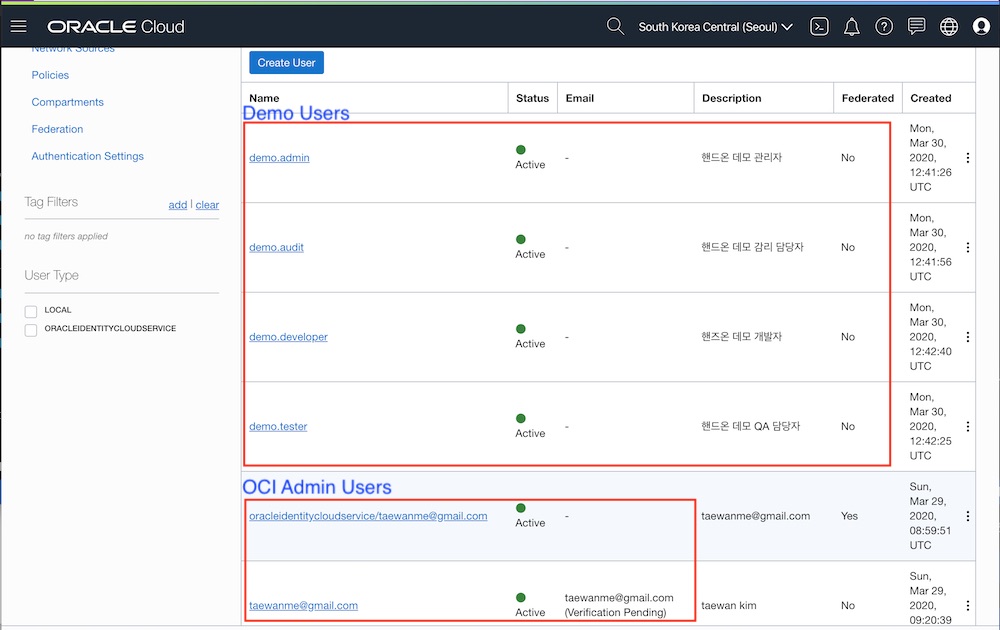 ORACLE Cloud
South Korea Central (Seoul)
Network Sources
Policies
Compartments
Federation
Authentication Settings
Tag Filters add | clear
no tag filters applied
User Type
LOCAL
ORACLEIDENTITYCLOUDSERVICE
Create User
Name Status Email Description Federated Created
Demo Users
demo.admin Active - 핸드온 데모 관리자 No Mon, Mar 30, 2020, 12:41:26 UTC
demo.audit Active - 핸드온 데모 감리 담당자 No Mon, Mar 30, 2020, 12:41:56 UTC
demo.developer Active - 핸즈온 데모 개발자 No Mon, Mar 30, 2020, 12:42:40 UTC
demo.tester Active - 핸드온 데모 QA 담당자 No Mon, Mar 30, 2020, 12:42:25 UTC
OCI Admin Users
oracleidentitycloudservice/taewanme@gmail.com Active - taewanme@gmail.com Yes Sun, Mar 29, 2020, 08:59:51 UTC
taewanme@gmail.com Active taewanme@gmail.com (Verification Pending) taewan kim No Sun, Mar 29, 2020, 09:20:39